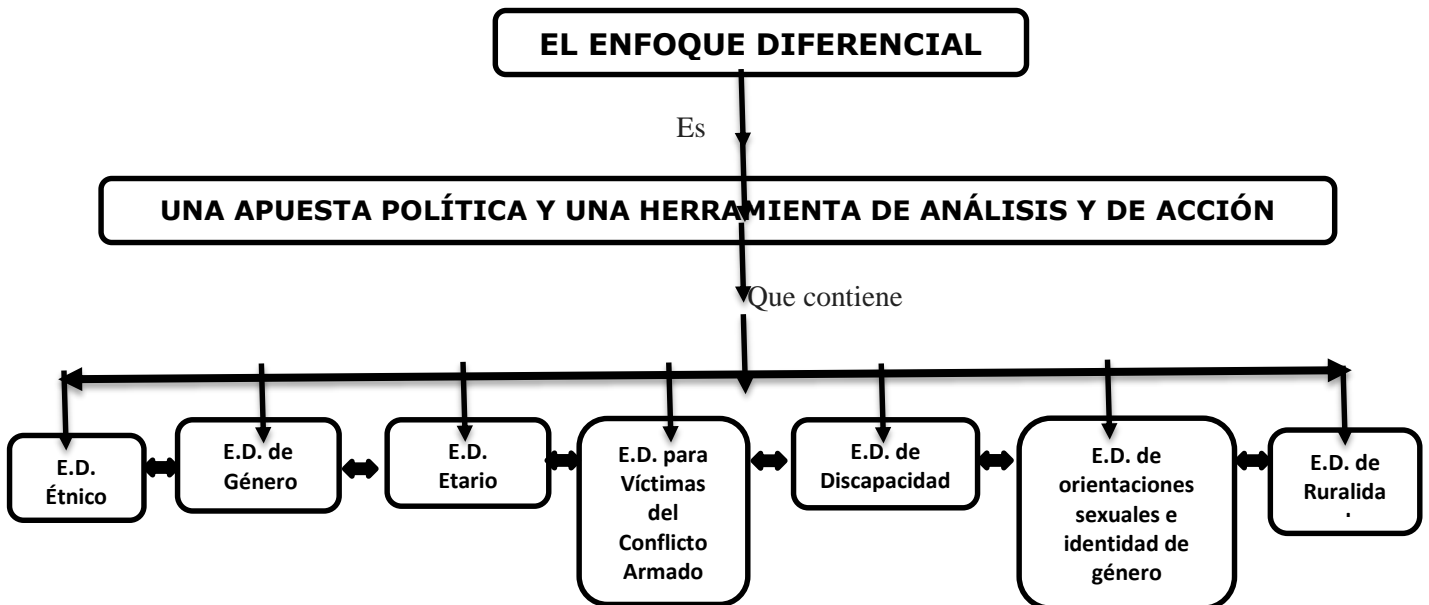 EL ENFOQUE DIFERENCIAL
Es
UNA APUESTA POLÍTICA Y UNA HERRAMIENTA DE ANÁLISIS Y DE ACCIÓN
Que contiene
E.D.
Étnico
E.D. de
Género
E.D.
Etario
E.D. para
Víctimas
del
Conflicto
Armado
E.D. de
Discapacidad
E.D. de
orientaciones
sexuales e
identidad de
género
E.D. de
Ruralida